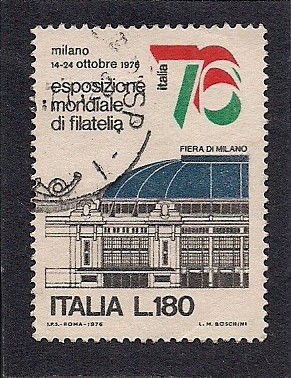 milano
14-24 ottobre 1976
esposizione
mondiale
di filatelia
italia
76
FIERA DI MILANO
ITALIA L.180
I.P.S.-ROMA-1976
L. M. BOSCHINI